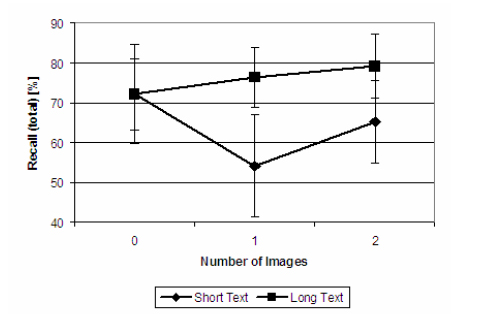 90
80
70
60
50
40
Recall (total) [%]
0 1 2
Number of Images
Short Text Long Text